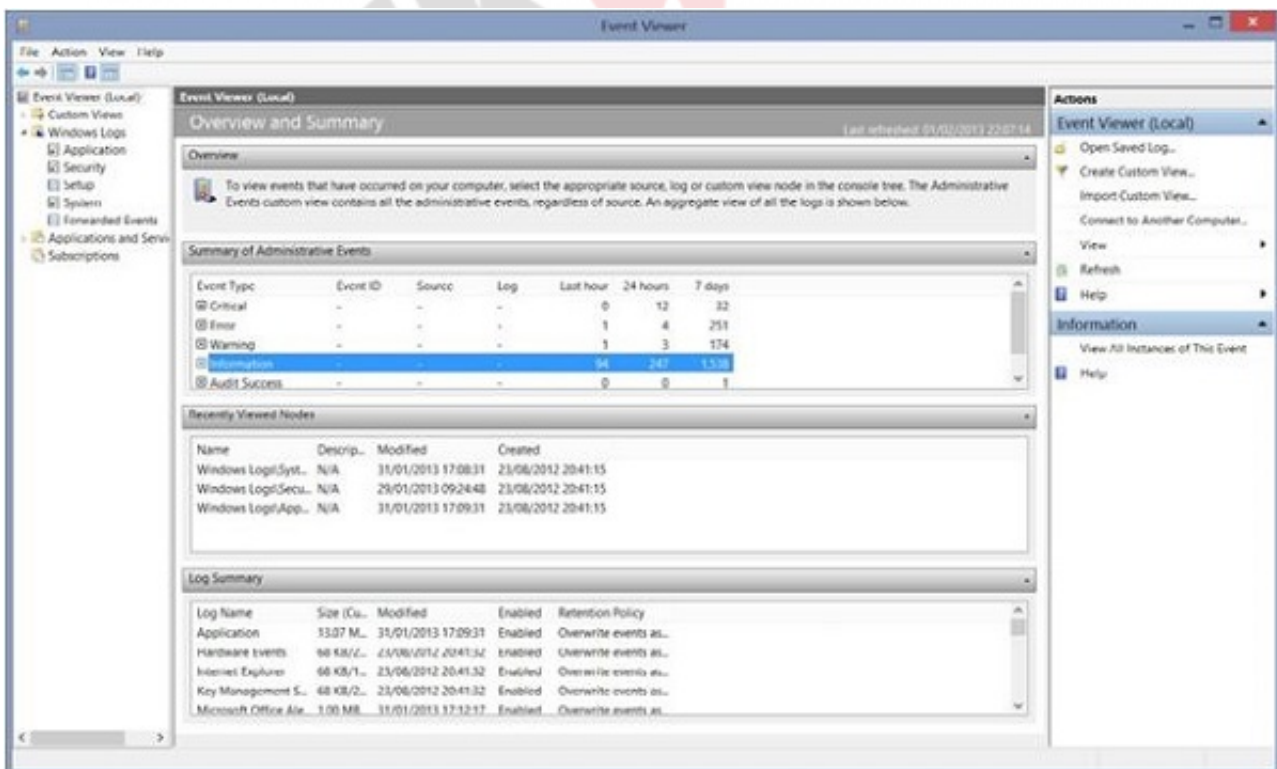 Event Viewer
File Action View Help
Event Viewer (Local)
Custom Views
Windows Logs
Application
Security
Setup
System
Forwarded Events
Applications and Servi
Subscriptions
Event Viewer (Local)
Overview and Summary
Last refreshed: 01/02/2013 22:07:14
Overview
To view events that have occurred on your computer, select the appropriate source, log or custom view node in the console tree. The Administrative
Events custom view contains all the administrative events, regardless of source. An aggregate view of all the logs is shown below.
Summary of Administrative Events
Event Type Event ID Source Log Last hour 24 hours 7 days
Critical - - - 0 12 32
Error - - - 1 4 251
Warning - - - 1 3 174
Information - - - 94 247 1,538
Audit Success - - - 0 0 1
Recently Viewed Nodes
Name Descrip... Modified Created
Windows Logs\Syst... N/A 31/01/2013 17:08:31 23/08/2012 20:41:15
Windows Logs\Secu... N/A 29/01/2013 09:24:48 23/08/2012 20:41:15
Windows Logs\App... N/A 31/01/2013 17:09:31 23/08/2012 20:41:15
Log Summary
Log Name Size (Cu... Modified Enabled Retention Policy
Application 13.07 M... 31/01/2013 17:09:31 Enabled Overwrite events as...
Hardware Events 68 KB/2... 23/08/2012 20:41:32 Enabled Overwrite events as...
Internet Explorer 68 KB/1... 23/08/2012 20:41:32 Enabled Overwrite events as...
Key Management S... 68 KB/2... 23/08/2012 20:41:32 Enabled Overwrite events as...
Microsoft Office Ale... 1.00 MB... 31/01/2013 17:12:17 Enabled Overwrite events as...
Actions
Event Viewer (Local)
Open Saved Log...
Create Custom View...
Import Custom View...
Connect to Another Computer...
View
Refresh
Help
Information
View All Instances of This Event
Help